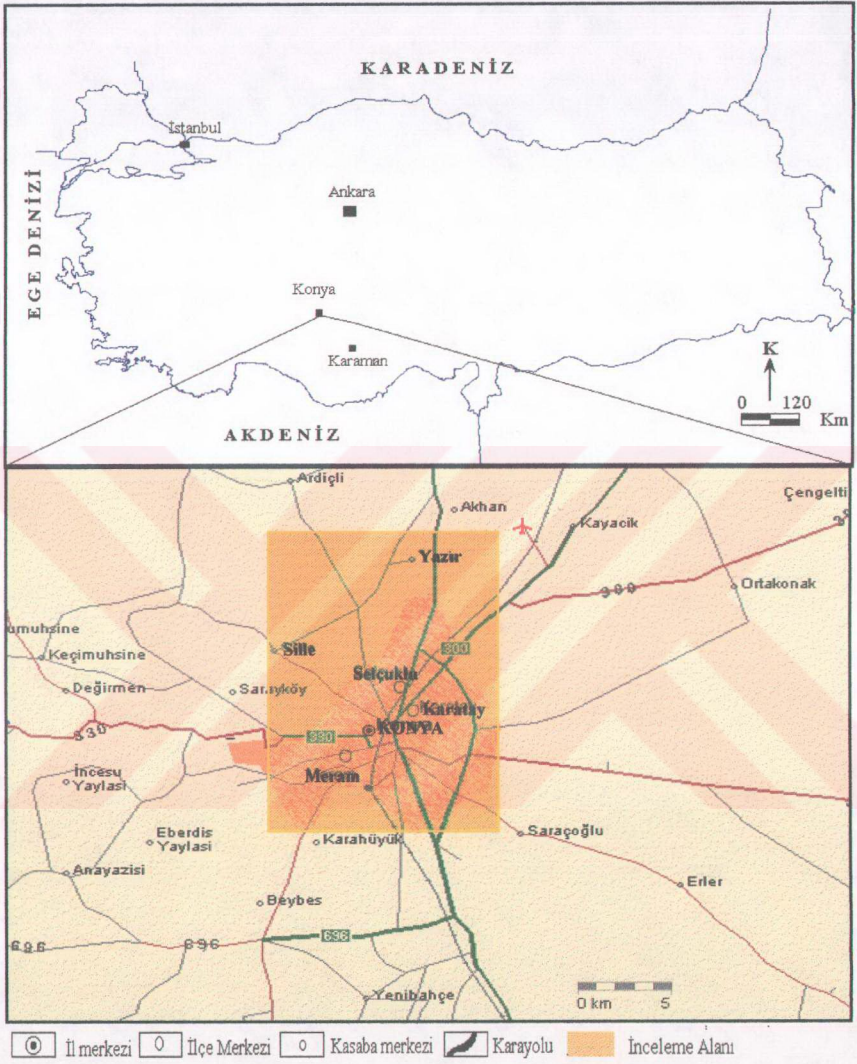 KARADENİZ
İstanbul
EGE DENİZİ
Ankara
Konya
Karaman
K
0 120
Km
AKDENİZ
Ardiçli
Akhan
Çengelti
Kayacik
Yazır
Ortakonak
300
umuhsine
Sille
300
Keçimuhsine
Selçuklu
Değirmen
Karatay
330
KONYA
330
Meram
İncesu
Yaylasi
Eberdis
Yaylasi
Karahüyük
Saraçoğlu
Anayazisi
Erler
Beybes
696
696
696
Yenibahçe
0 km 5
İl merkezi İlçe Merkezi Kasaba merkezi Karayolu İnceleme Alanı